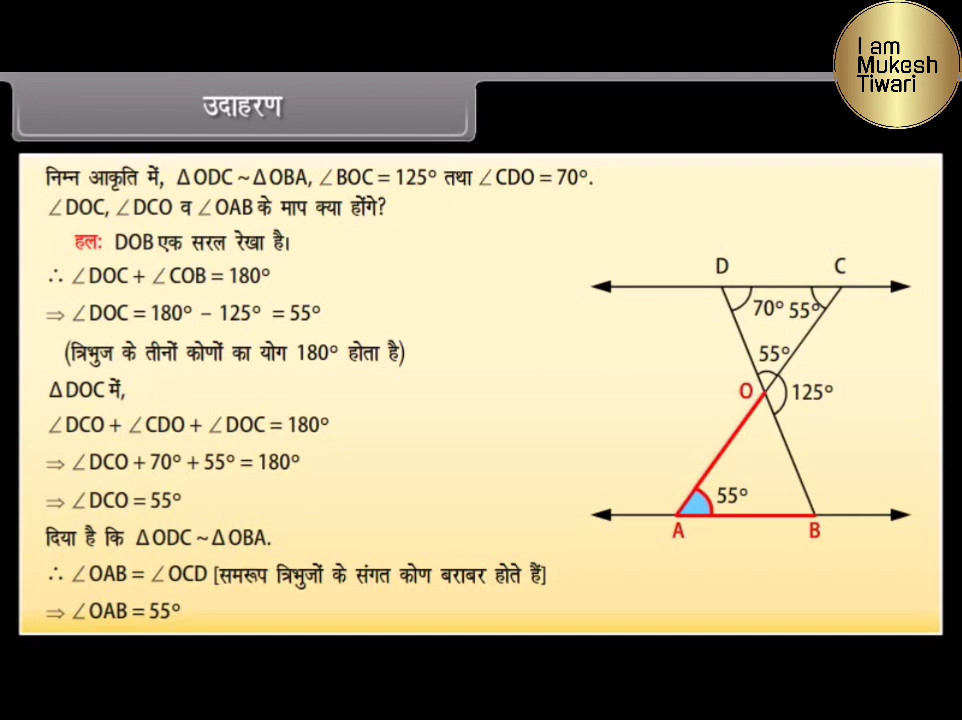 I am
Mukesh
Tiwari
उदाहरण
निम्न आकृति में, ΔODC ~ ΔOBA, ∠BOC = 125° तथा ∠CDO = 70°.
∠DOC, ∠DCO व ∠OAB के माप क्या होंगे?
हल: DOB एक सरल रेखा है।
∴ ∠DOC + ∠COB = 180°
⇒ ∠DOC = 180° – 125° = 55°
(त्रिभुज के तीनों कोणों का योग 180° होता है)
ΔDOC में,
∠DCO + ∠CDO + ∠DOC = 180°
⇒ ∠DCO + 70° + 55° = 180°
⇒ ∠DCO = 55°
दिया है कि ΔODC ~ ΔOBA.
∴ ∠OAB = ∠OCD [समरूप त्रिभुजों के संगत कोण बराबर होते हैं]
⇒ ∠OAB = 55°
D C
70° 55°
55°
O 125°
55°
A B